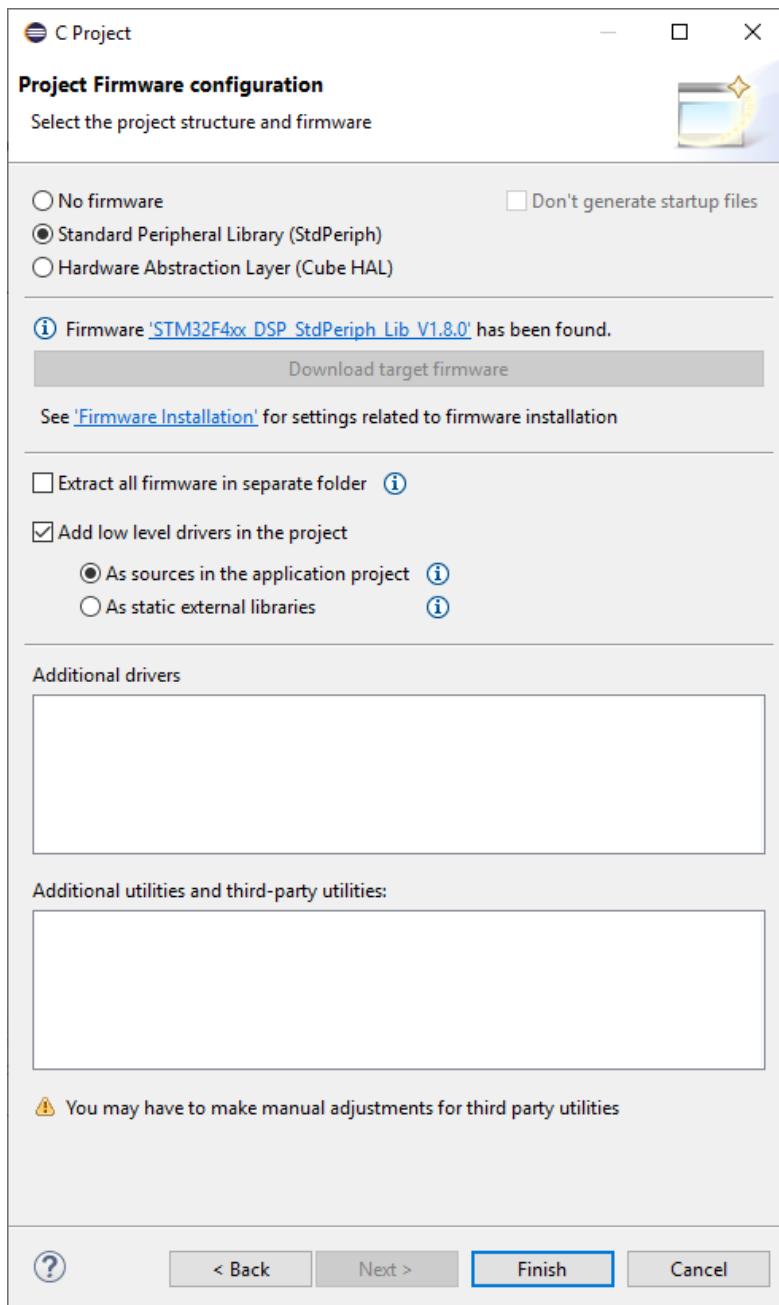 C Project
Project Firmware configuration
Select the project structure and firmware
No firmware
Don't generate startup files
Standard Peripheral Library (StdPeriph)
Hardware Abstraction Layer (Cube HAL)
Firmware 'STM32F4xx_DSP_StdPeriph_Lib_V1.8.0' has been found.
Download target firmware
See 'Firmware Installation' for settings related to firmware installation
Extract all firmware in separate folder
Add low level drivers in the project
As sources in the application project
As static external libraries
Additional drivers
Additional utilities and third-party utilities:
You may have to make manual adjustments for third party utilities
< Back Next > Finish Cancel